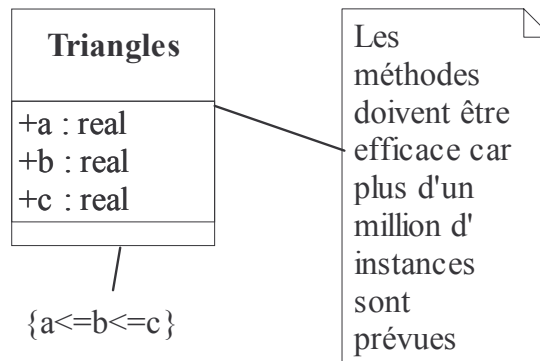 Triangles
+a : real
+b : real
+c : real
{a<=b<=c}
Les
méthodes
doivent être
efficace car
plus d'un
million d'
instances
sont
prévues